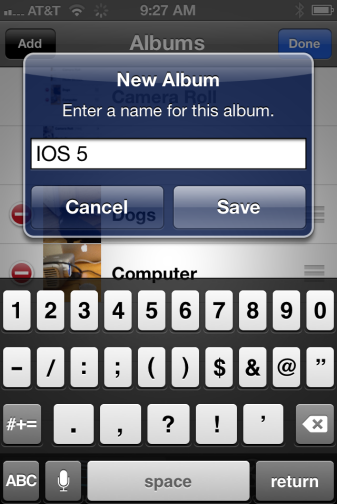 AT&T 9:27 AM
Add Albums Done
New Album
Camera Roll
Enter a name for this album.
IOS 5
Cancel Save
Dogs
Computer
1 2 3 4 5 6 7 8 9 0
- / : ; ( ) $ & @ ”
#+= . , ? ! ’
ABC space return